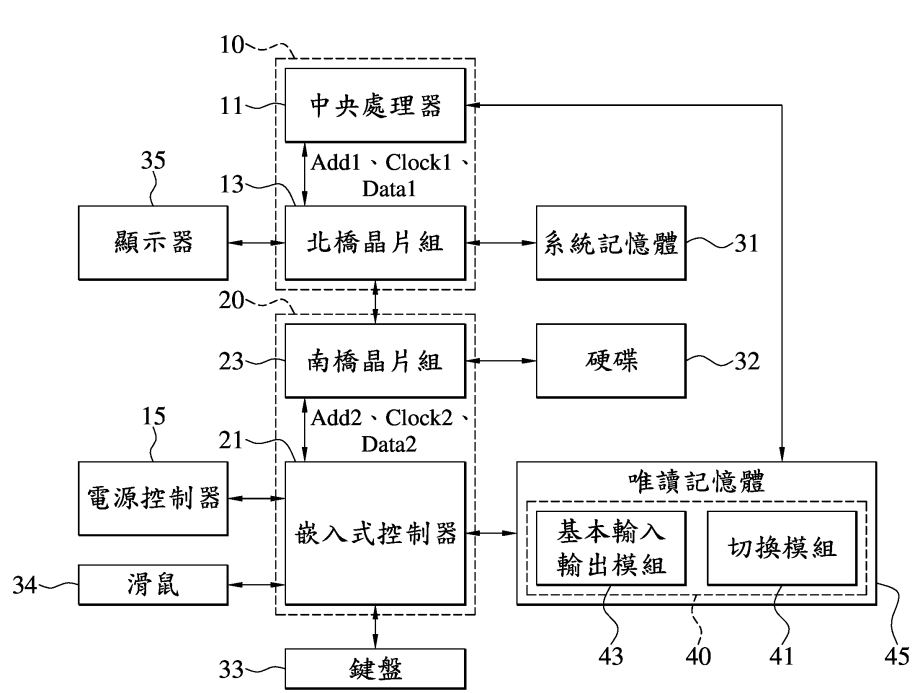 10
11
中央處理器
Add1、Clock1、
Data1
35
13
顯示器
北橋晶片組
系統記憶體
31
20
23
南橋晶片組
硬碟
32
Add2、Clock2、
Data2
15
21
電源控制器
嵌入式控制器
唯讀記憶體
基本輸入
輸出模組
切換模組
34
滑鼠
43
40
41
45
33
鍵盤